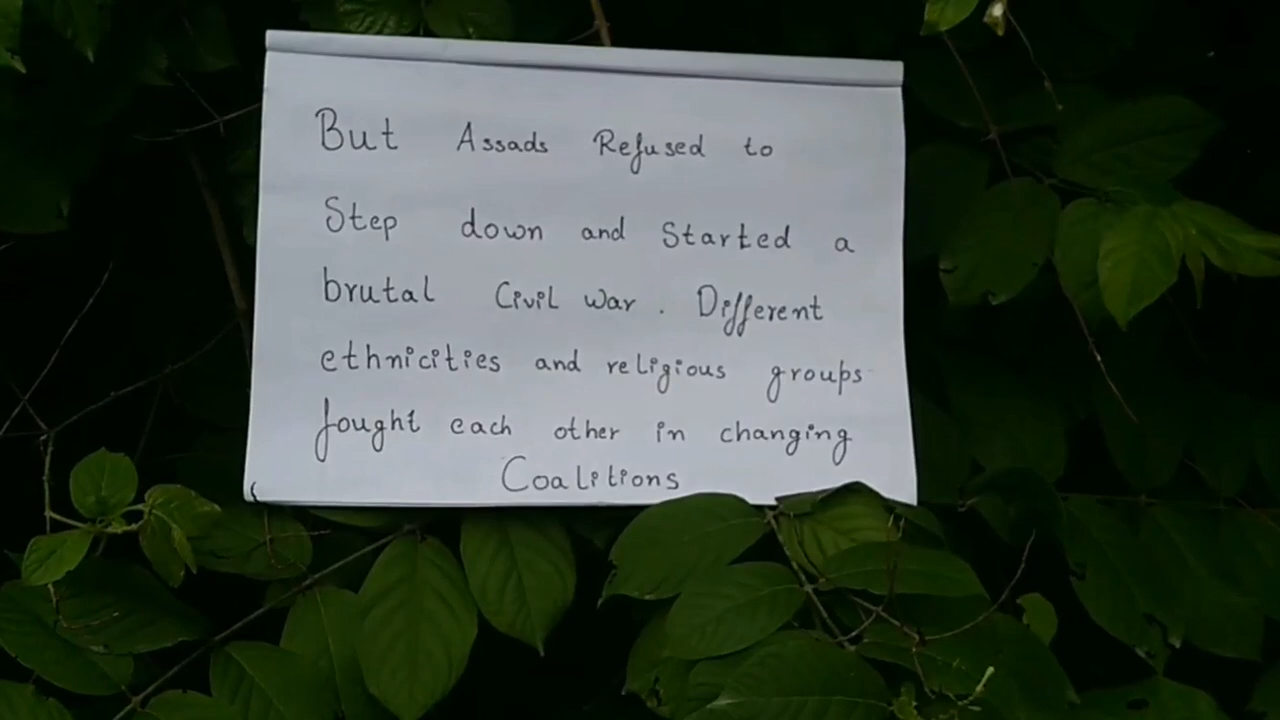 But Assads Refused to
Step down and Started a
brutal Civil war. Different
ethnicities and religious groups
fought each other in changing
Coalitions